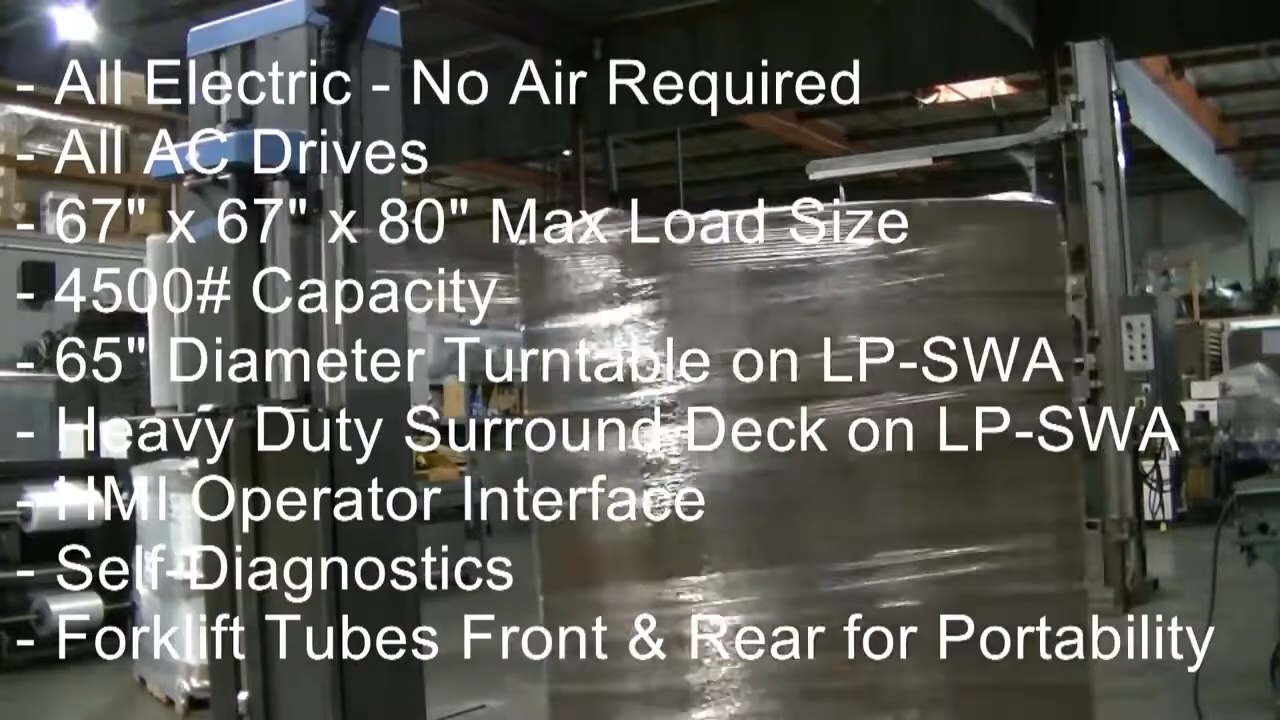 - All Electric - No Air Required
- All AC Drives
- 67" x 67" x 80" Max Load Size
- 4500# Capacity
- 65" Diameter Turntable on LP-SWA
- Heavy Duty Surround Deck on LP-SWA
- HMI Operator Interface
- Self-Diagnostics
- Forklift Tubes Front & Rear for Portability